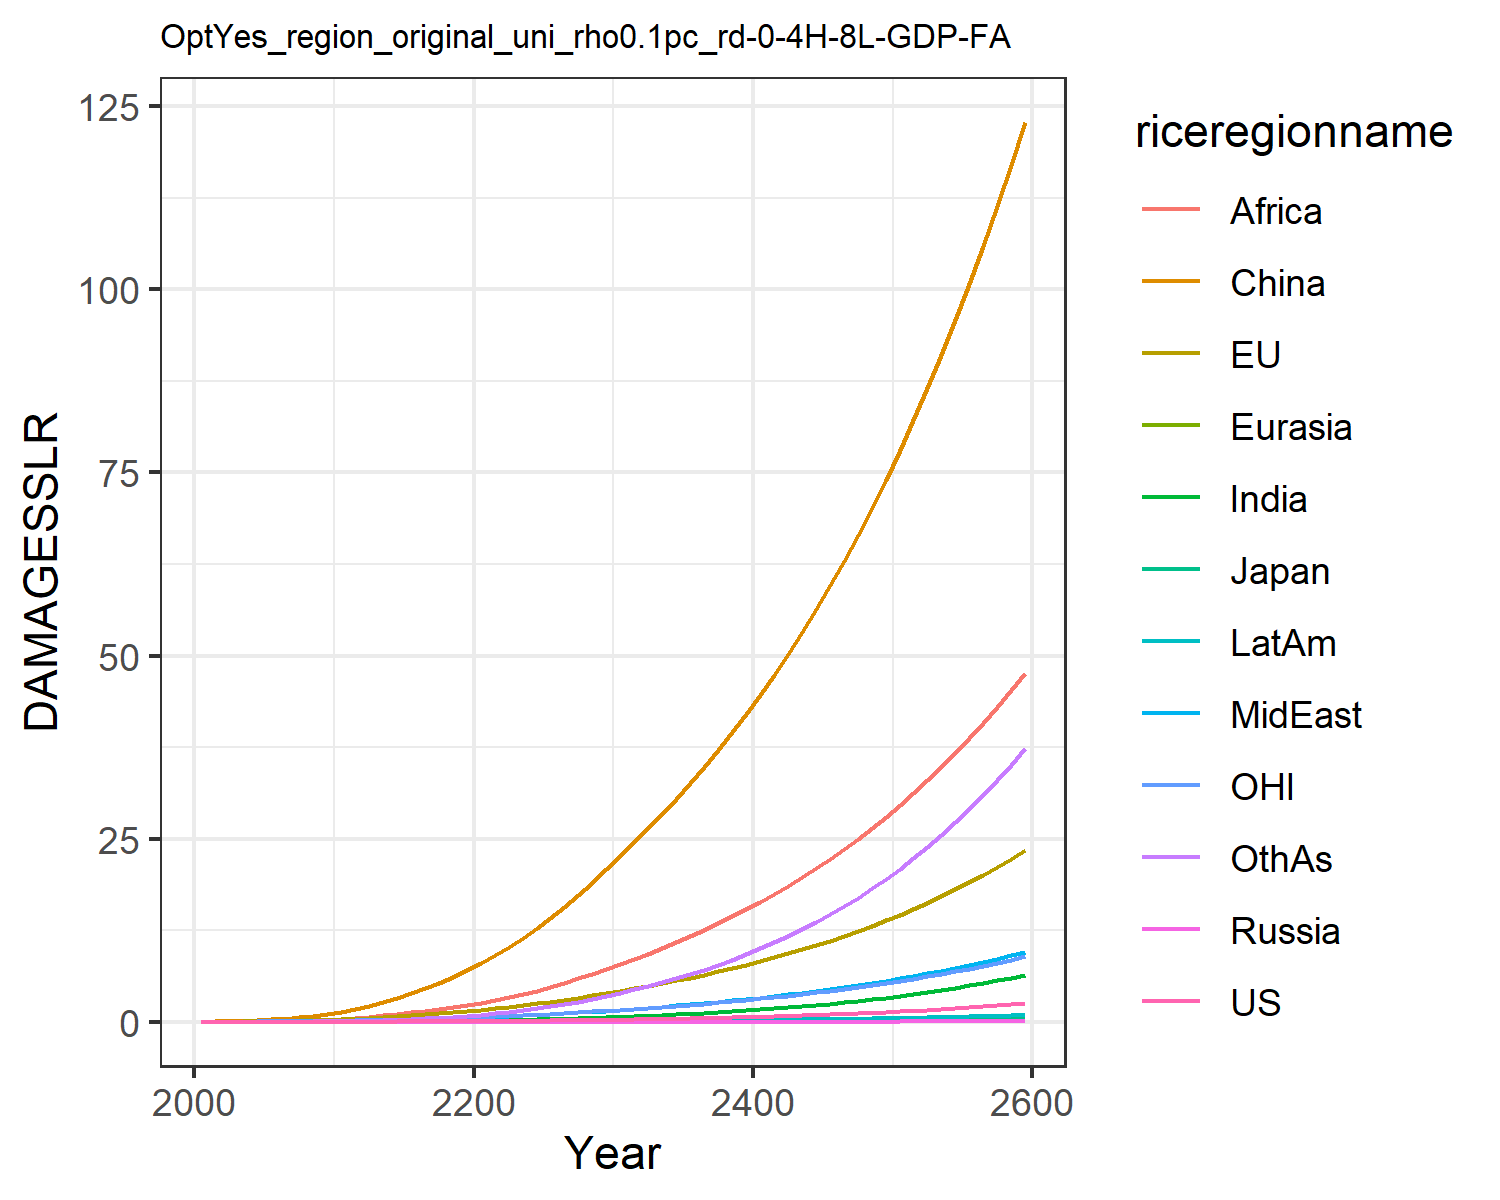 OptYes_region_original_uni_rho0.1pc_rd-0-4H-8L-GDP-FA
125
100
75
50
25
0
DAMAGESSLR
2000 2200 2400 2600
Year
riceregionname
Africa
China
EU
Eurasia
India
Japan
LatAm
MidEast
OHI
OthAs
Russia
US